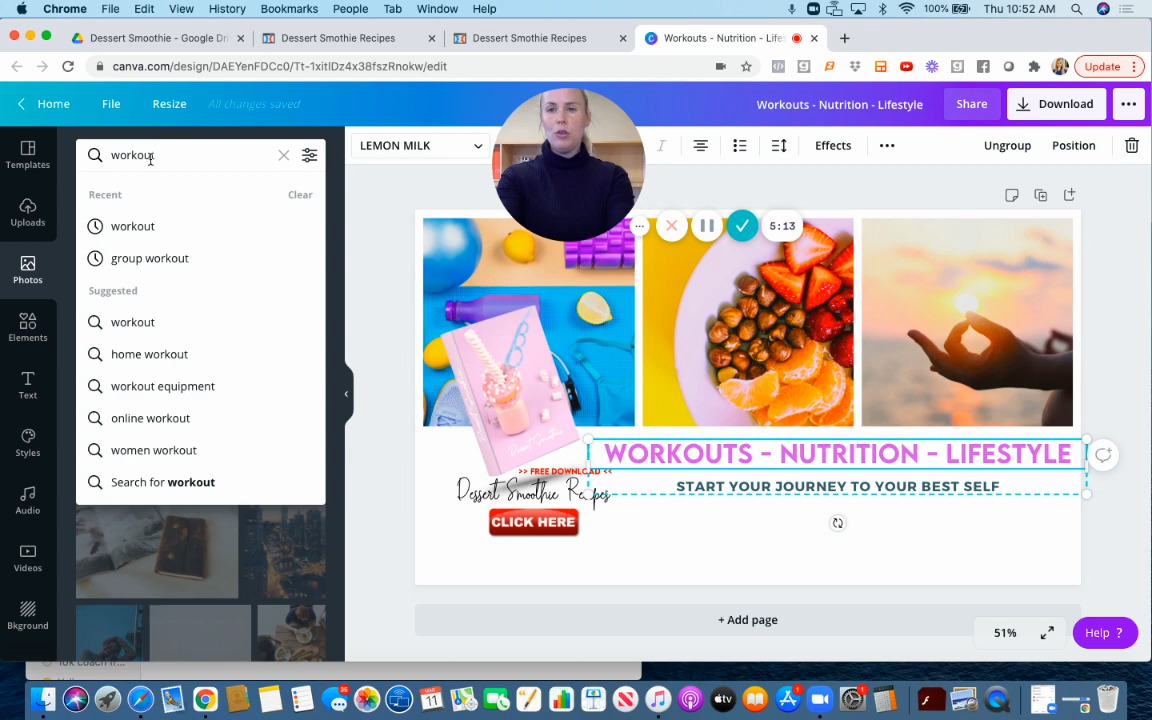 Chrome File Edit View History Bookmarks People Tab Window Help 100% Thu 10:52 AM
Dessert Smoothie - Google Dri
Dessert Smothie Recipes
Dessert Smothie Recipes
Workouts - Nutrition - Lifes
canva.com/design/DAEYenFDCc0/Tt-1xitlDz4x38fszRnokw/edit
Update
Home File Resize All changes saved
Workouts - Nutrition - Lifestyle Share Download
Templates
Uploads
Photos
Elements
Text
Styles
Audio
Videos
Bkground
workout
Recent Clear
workout
group workout
Suggested
workout
home workout
workout equipment
online workout
women workout
Search for workout
LEMON MILK
Effects
Ungroup Position
5:13
Dessert Smoothie
WORKOUTS - NUTRITION - LIFESTYLE
>> FREE DOWNLOAD <<
START YOUR JOURNEY TO YOUR BEST SELF
Dessert Smoothie Recipes
CLICK HERE
+ Add page
51%
Help ?